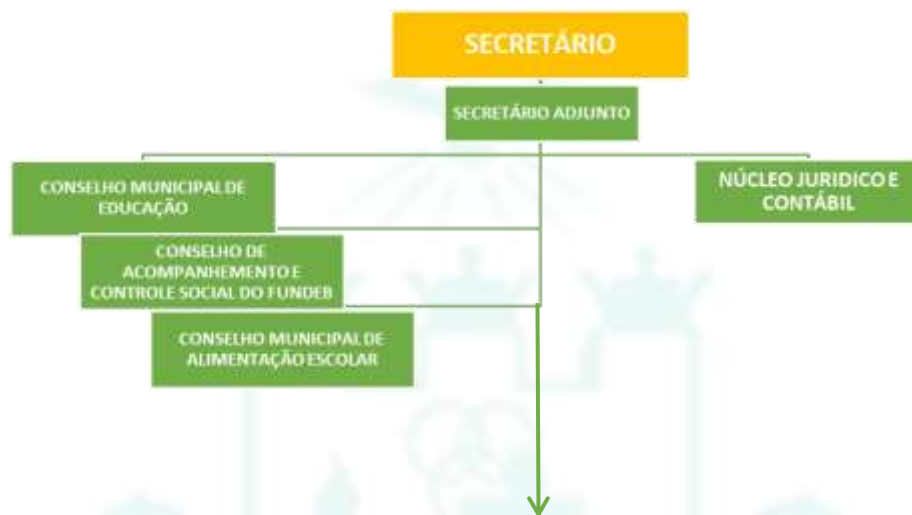 SECRETÁRIO
SECRETÁRIO ADJUNTO
CONSELHO MUNICIPAL DE
EDUCAÇÃO
NÚCLEO JURIDICO E
CONTÁBIL
CONSELHO DE
ACOMPANHEMENTO E
CONTROLE SOCIAL DO FUNDEB
CONSELHO MUNICIPAL DE
ALIMENTAÇÃO ESCOLAR